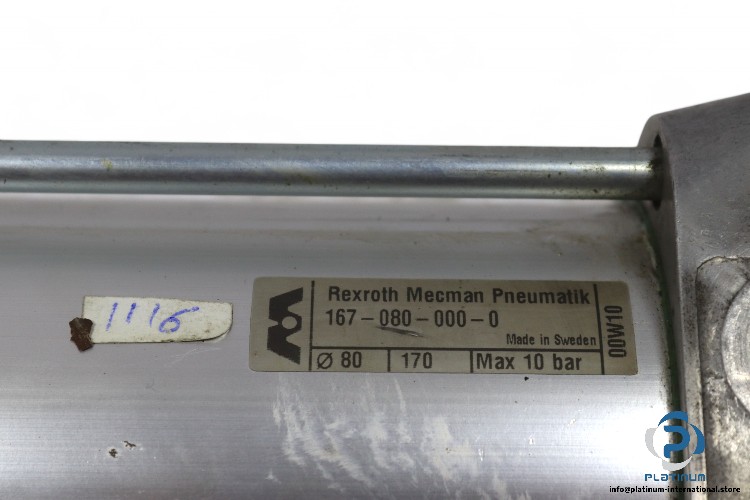 Rexroth Mecman Pneumatik
167-080-000-0
Made in Sweden
Ø 80 170 Max 10 bar
00W10
1116
PLATINUM
info@platinum-international.store